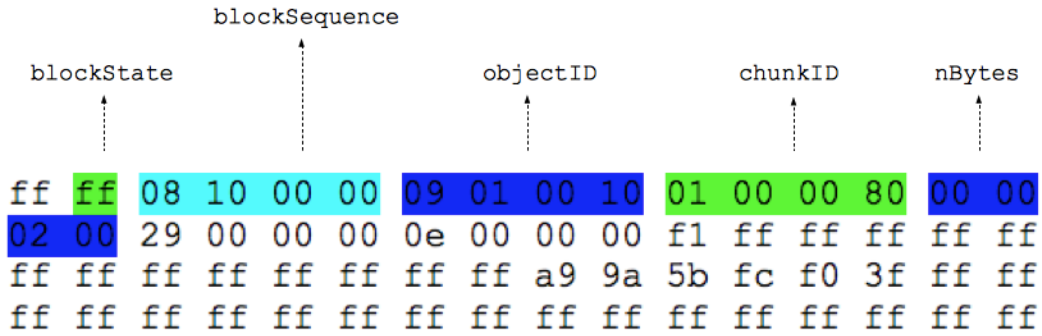 blockSequence
blockState objectID chunkID nBytes
ff ff 08 10 00 00 09 01 00 10 01 00 00 80 00 00
02 00 29 00 00 00 0e 00 00 00 f1 ff ff ff ff ff
ff ff ff ff ff ff ff ff a9 9a 5b fc f0 3f ff ff
ff ff ff ff ff ff ff ff ff ff ff ff ff ff ff ff